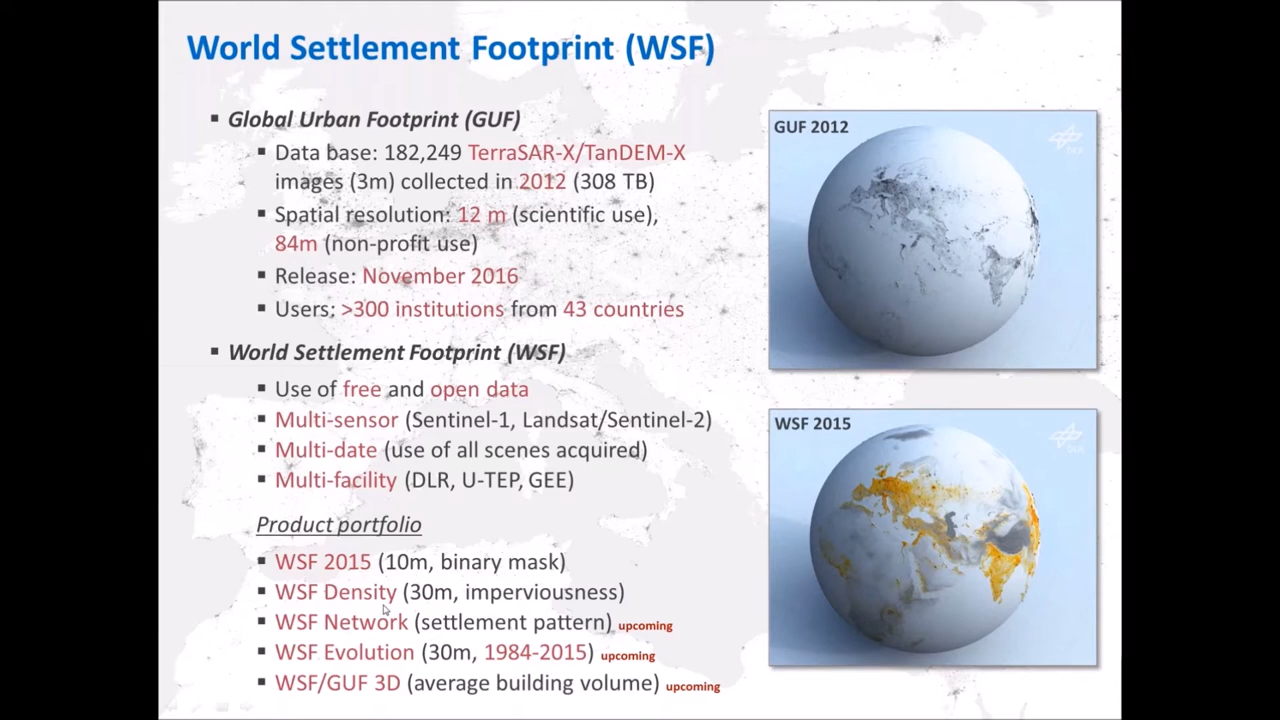 World Settlement Footprint (WSF)
▪ Global Urban Footprint (GUF)
▪ Data base: 182,249 TerraSAR-X/TanDEM-X
images (3m) collected in 2012 (308 TB)
▪ Spatial resolution: 12 m (scientific use),
84m (non-profit use)
▪ Release: November 2016
▪ Users: >300 institutions from 43 countries
▪ World Settlement Footprint (WSF)
▪ Use of free and open data
▪ Multi-sensor (Sentinel-1, Landsat/Sentinel-2)
▪ Multi-date (use of all scenes acquired)
▪ Multi-facility (DLR, U-TEP, GEE)
Product portfolio
▪ WSF 2015 (10m, binary mask)
▪ WSF Density (30m, imperviousness)
▪ WSF Network (settlement pattern) upcoming
▪ WSF Evolution (30m, 1984-2015) upcoming
▪ WSF/GUF 3D (average building volume) upcoming
GUF 2012
DLR
WSF 2015
DLR